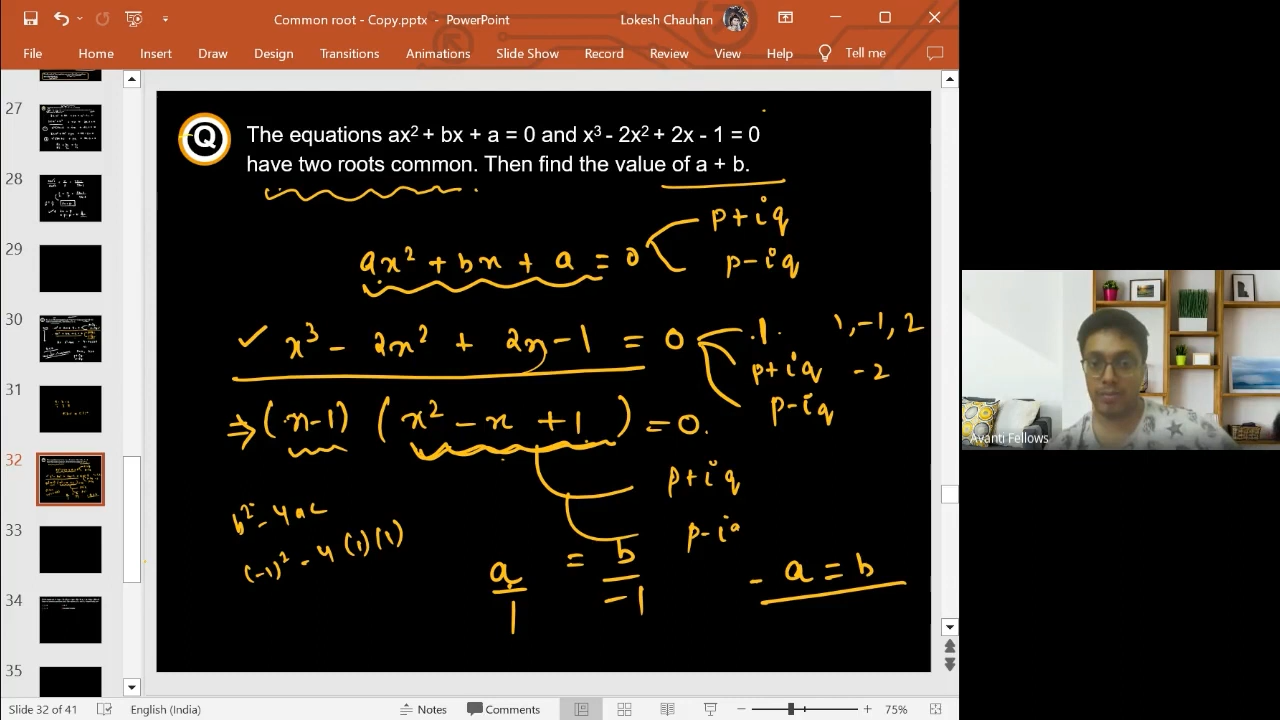 Common root - Copy.pptx - PowerPoint
Lokesh Chauhan
File Home Insert Draw Design Transitions Animations Slide Show Record Review View Help Tell me
27
28
29
30
31
32
33
34
35
Q
The equations ax² + bx + a = 0 and x³ - 2x² + 2x - 1 = 0
have two roots common. Then find the value of a + b.
p+iq
ax² + bx + a = 0
p-iq
✓ x³ - 2x² + 2x-1 = 0
1
1, -1, 2
p+iq
-2
p-iq
⇒ (x-1) (x² - x + 1) = 0.
p+iq
p-iq
b² - 4ac
(-1)² - 4 (1)(1)
a/1 = b/-1
- a = b
Avanti Fellows
Slide 32 of 41
English (India)
Notes
Comments
75%